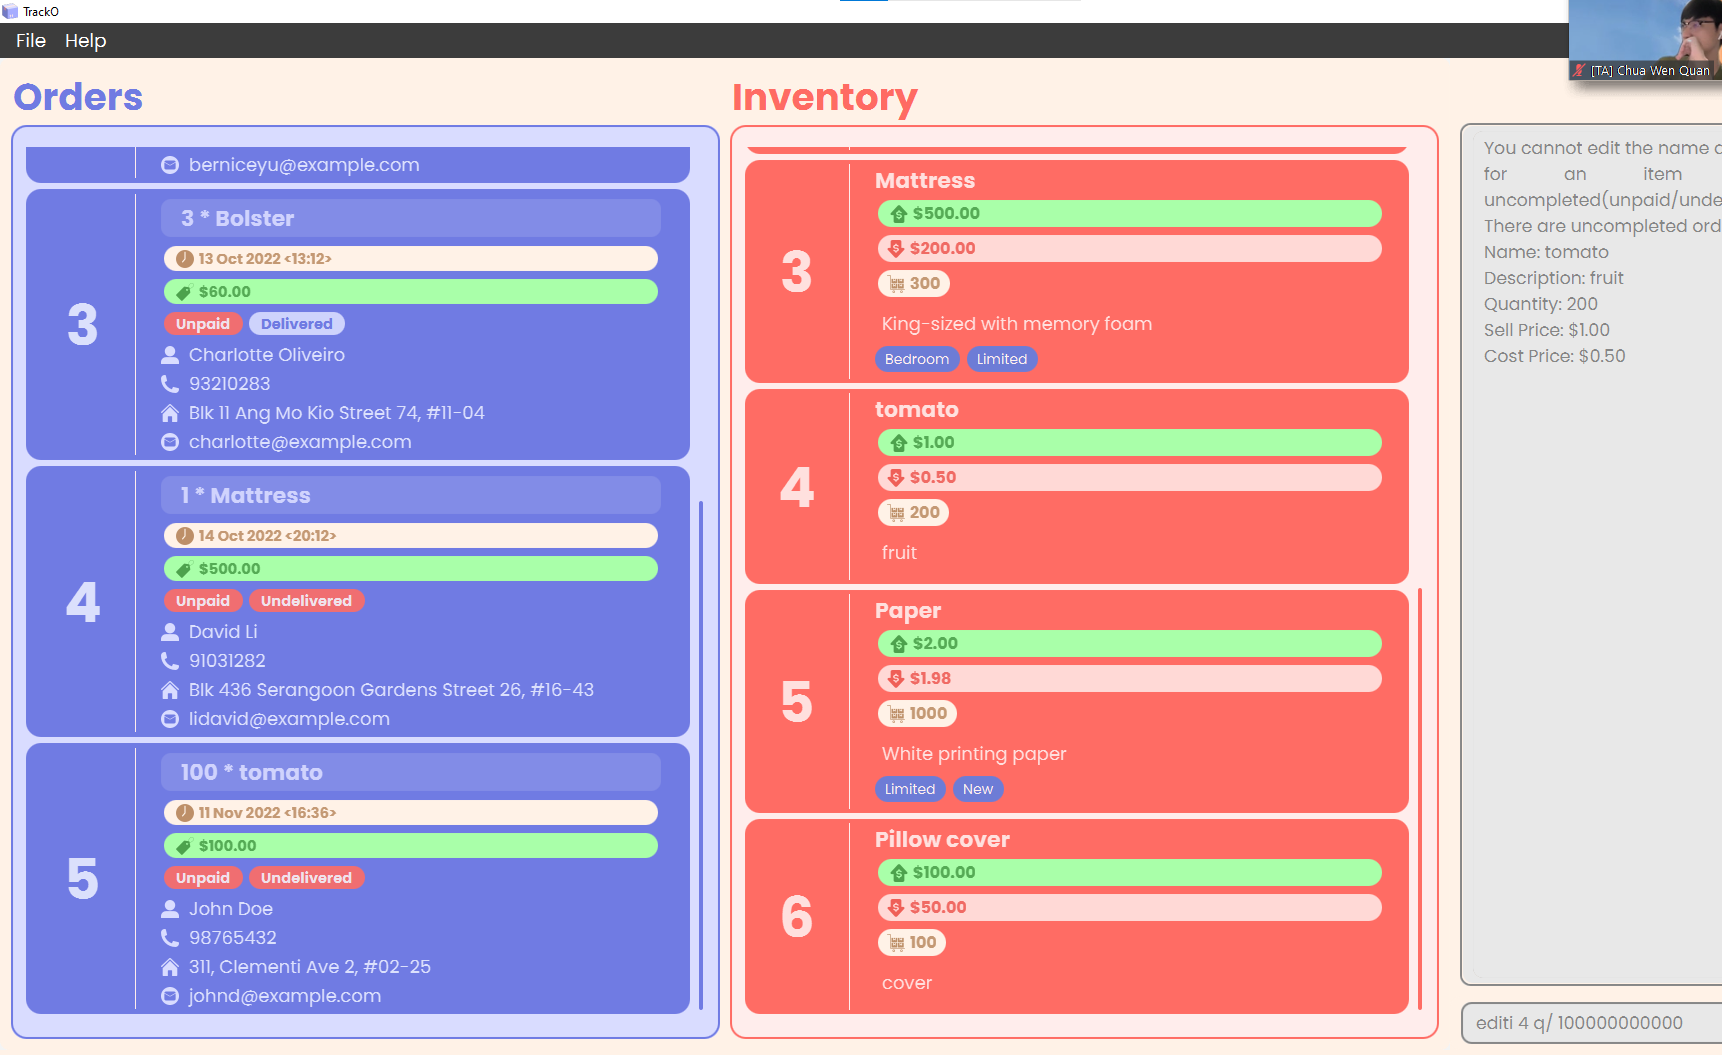 TrackO
File Help
[TA] Chua Wen Quan
Orders
berniceyu@example.com
3
3 * Bolster
13 Oct 2022 <13:12>
$60.00
Unpaid Delivered
Charlotte Oliveiro
93210283
Blk 11 Ang Mo Kio Street 74, #11-04
charlotte@example.com
4
1 * Mattress
14 Oct 2022 <20:12>
$500.00
Unpaid Undelivered
David Li
91031282
Blk 436 Serangoon Gardens Street 26, #16-43
lidavid@example.com
5
100 * tomato
11 Nov 2022 <16:36>
$100.00
Unpaid Undelivered
John Doe
98765432
311, Clementi Ave 2, #02-25
johnd@example.com
Inventory
3
Mattress
$500.00
$200.00
300
King-sized with memory foam
Bedroom Limited
4
tomato
$1.00
$0.50
200
fruit
5
Paper
$2.00
$1.98
1000
White printing paper
Limited New
6
Pillow cover
$100.00
$50.00
100
cover
You cannot edit the name
for an item
uncompleted(unpaid/unde
There are uncompleted ord
Name: tomato
Description: fruit
Quantity: 200
Sell Price: $1.00
Cost Price: $0.50
editi 4 q/ 100000000000